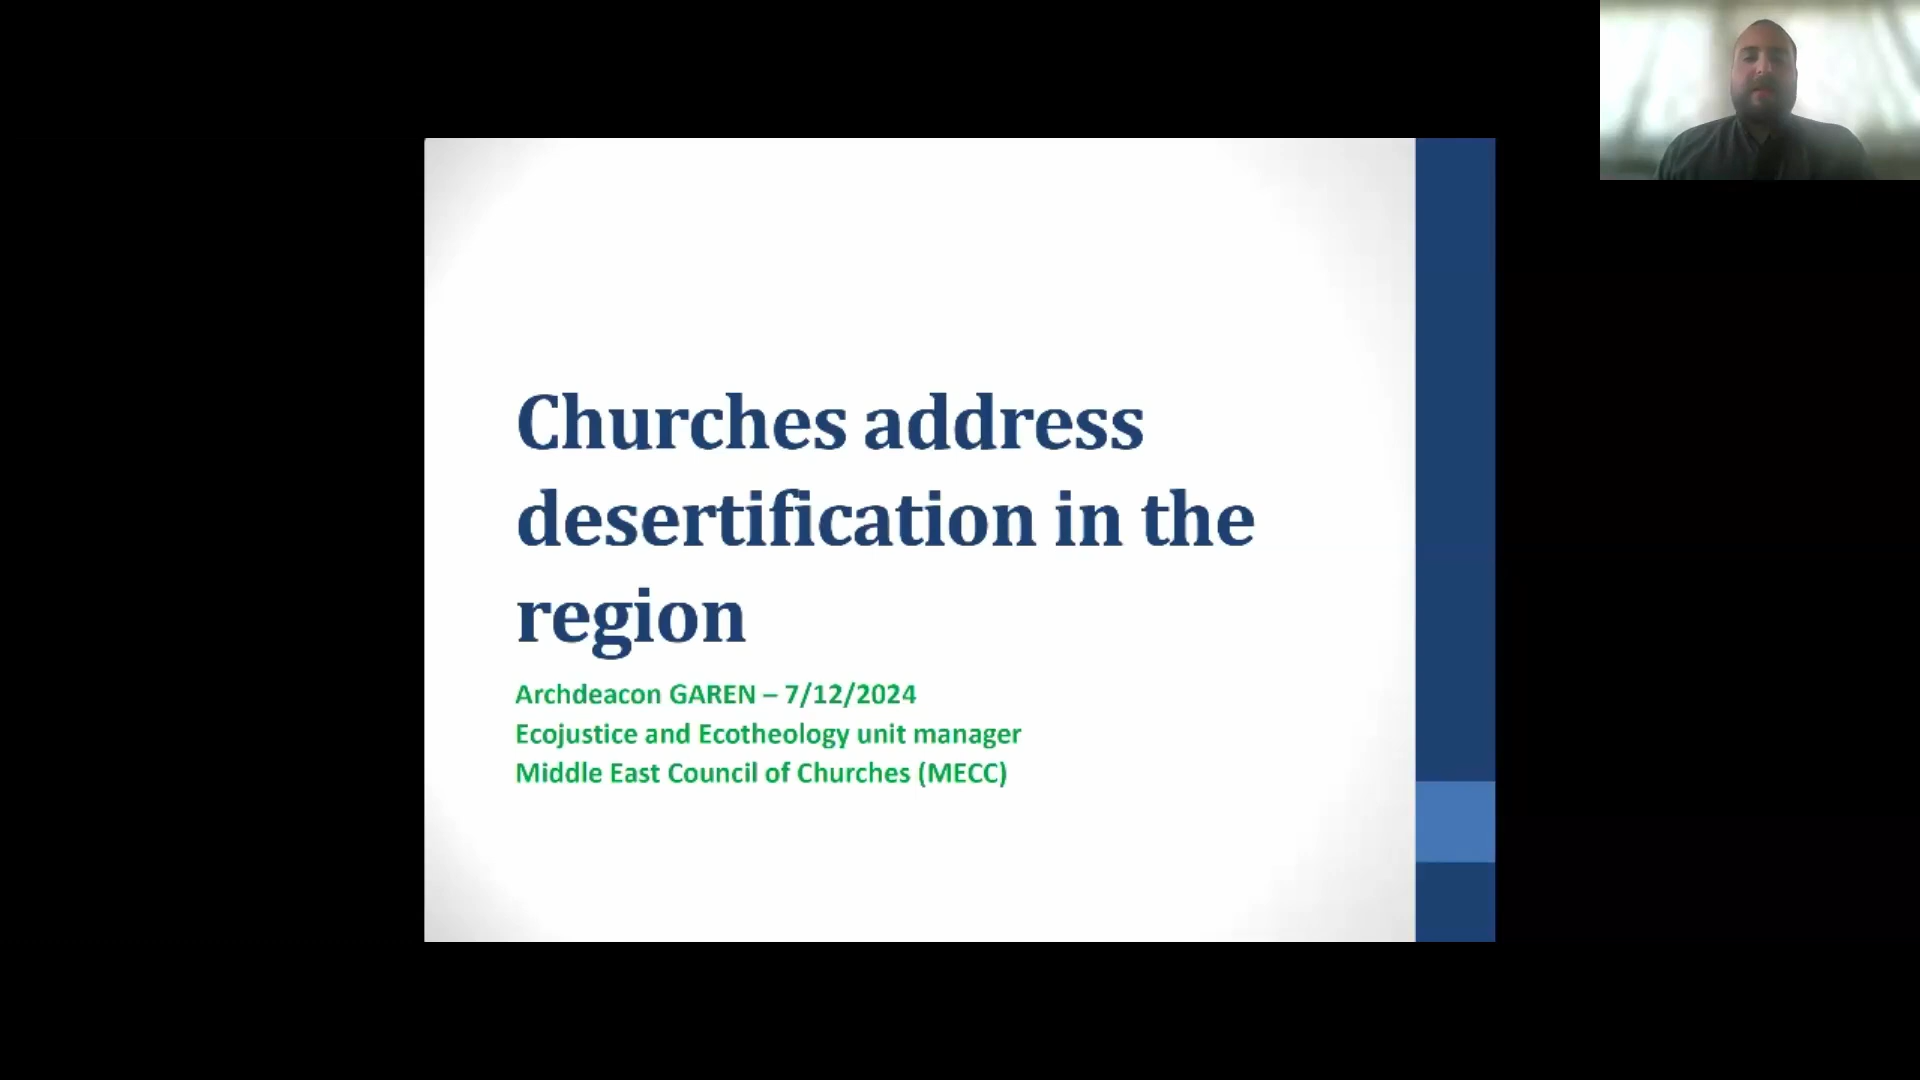 Churches address
desertification in the
region
Archdeacon GAREN – 7/12/2024
Ecojustice and Ecotheology unit manager
Middle East Council of Churches (MECC)